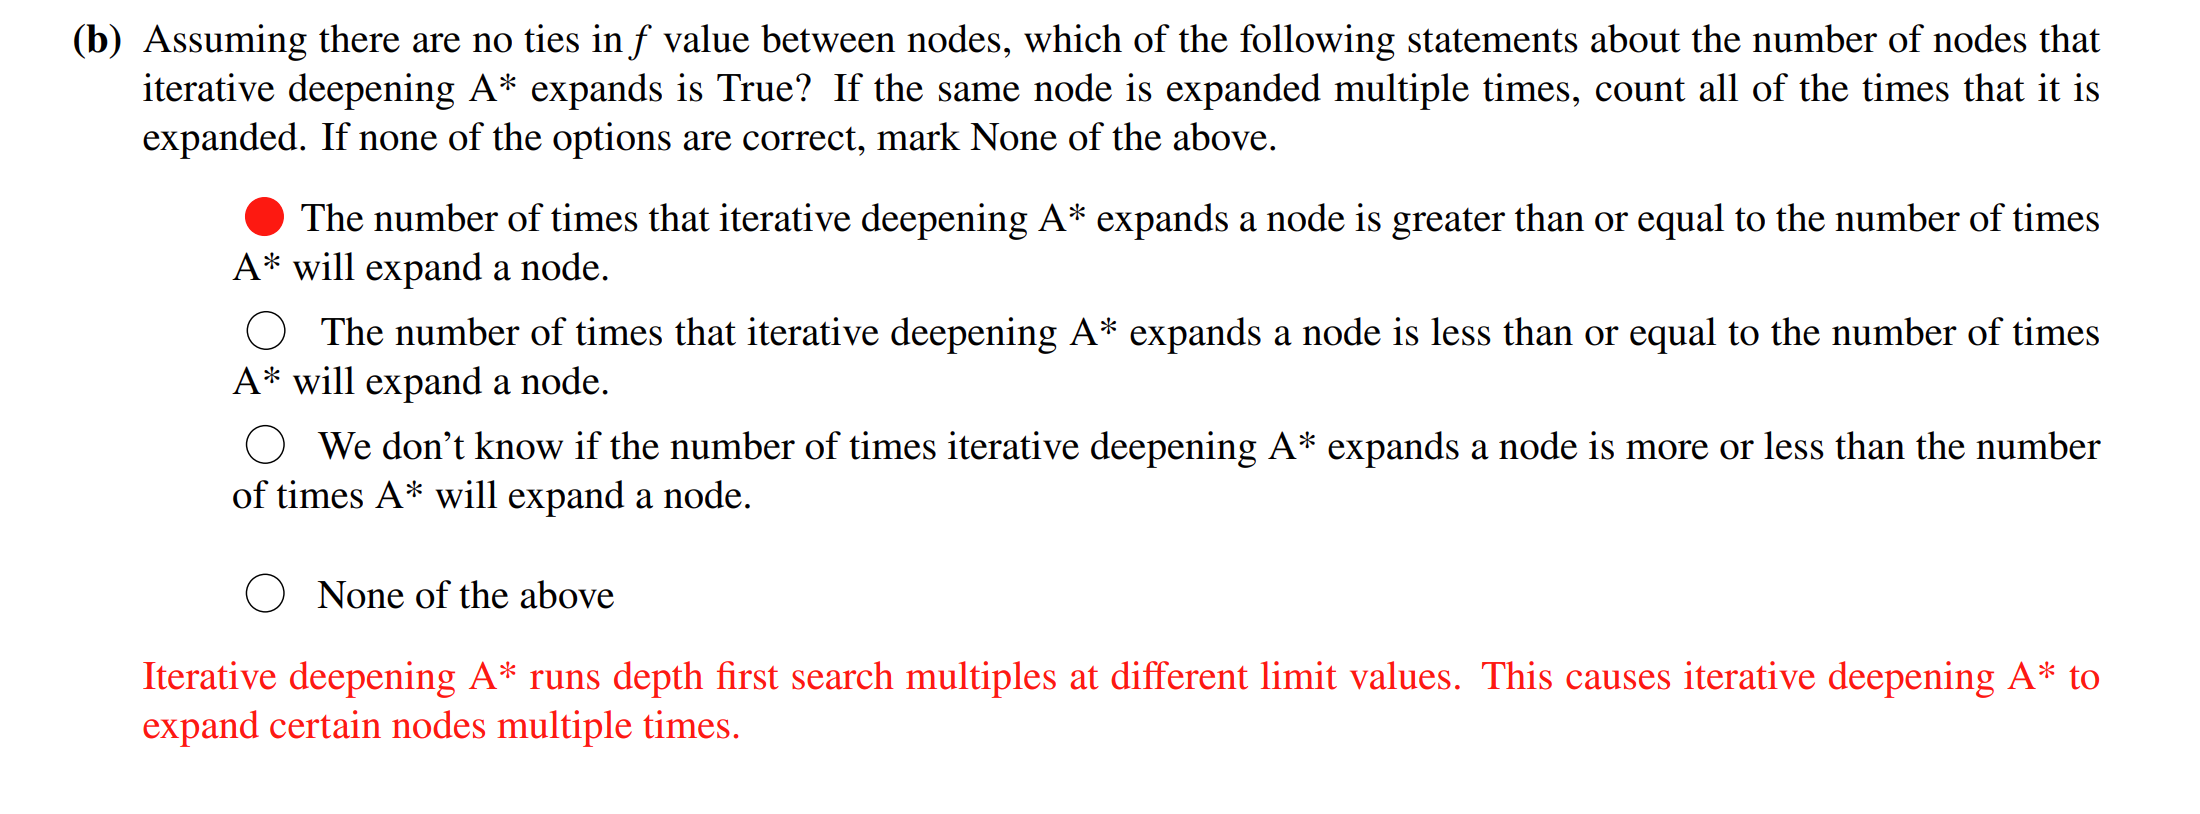 (b) Assuming there are no ties in f value between nodes, which of the following statements about the number of nodes that
iterative deepening A* expands is True? If the same node is expanded multiple times, count all of the times that it is
expanded. If none of the options are correct, mark None of the above.
The number of times that iterative deepening A* expands a node is greater than or equal to the number of times
A* will expand a node.
The number of times that iterative deepening A* expands a node is less than or equal to the number of times
A* will expand a node.
We don't know if the number of times iterative deepening A* expands a node is more or less than the number
of times A* will expand a node.
None of the above
Iterative deepening A* runs depth first search multiples at different limit values. This causes iterative deepening A* to
expand certain nodes multiple times.